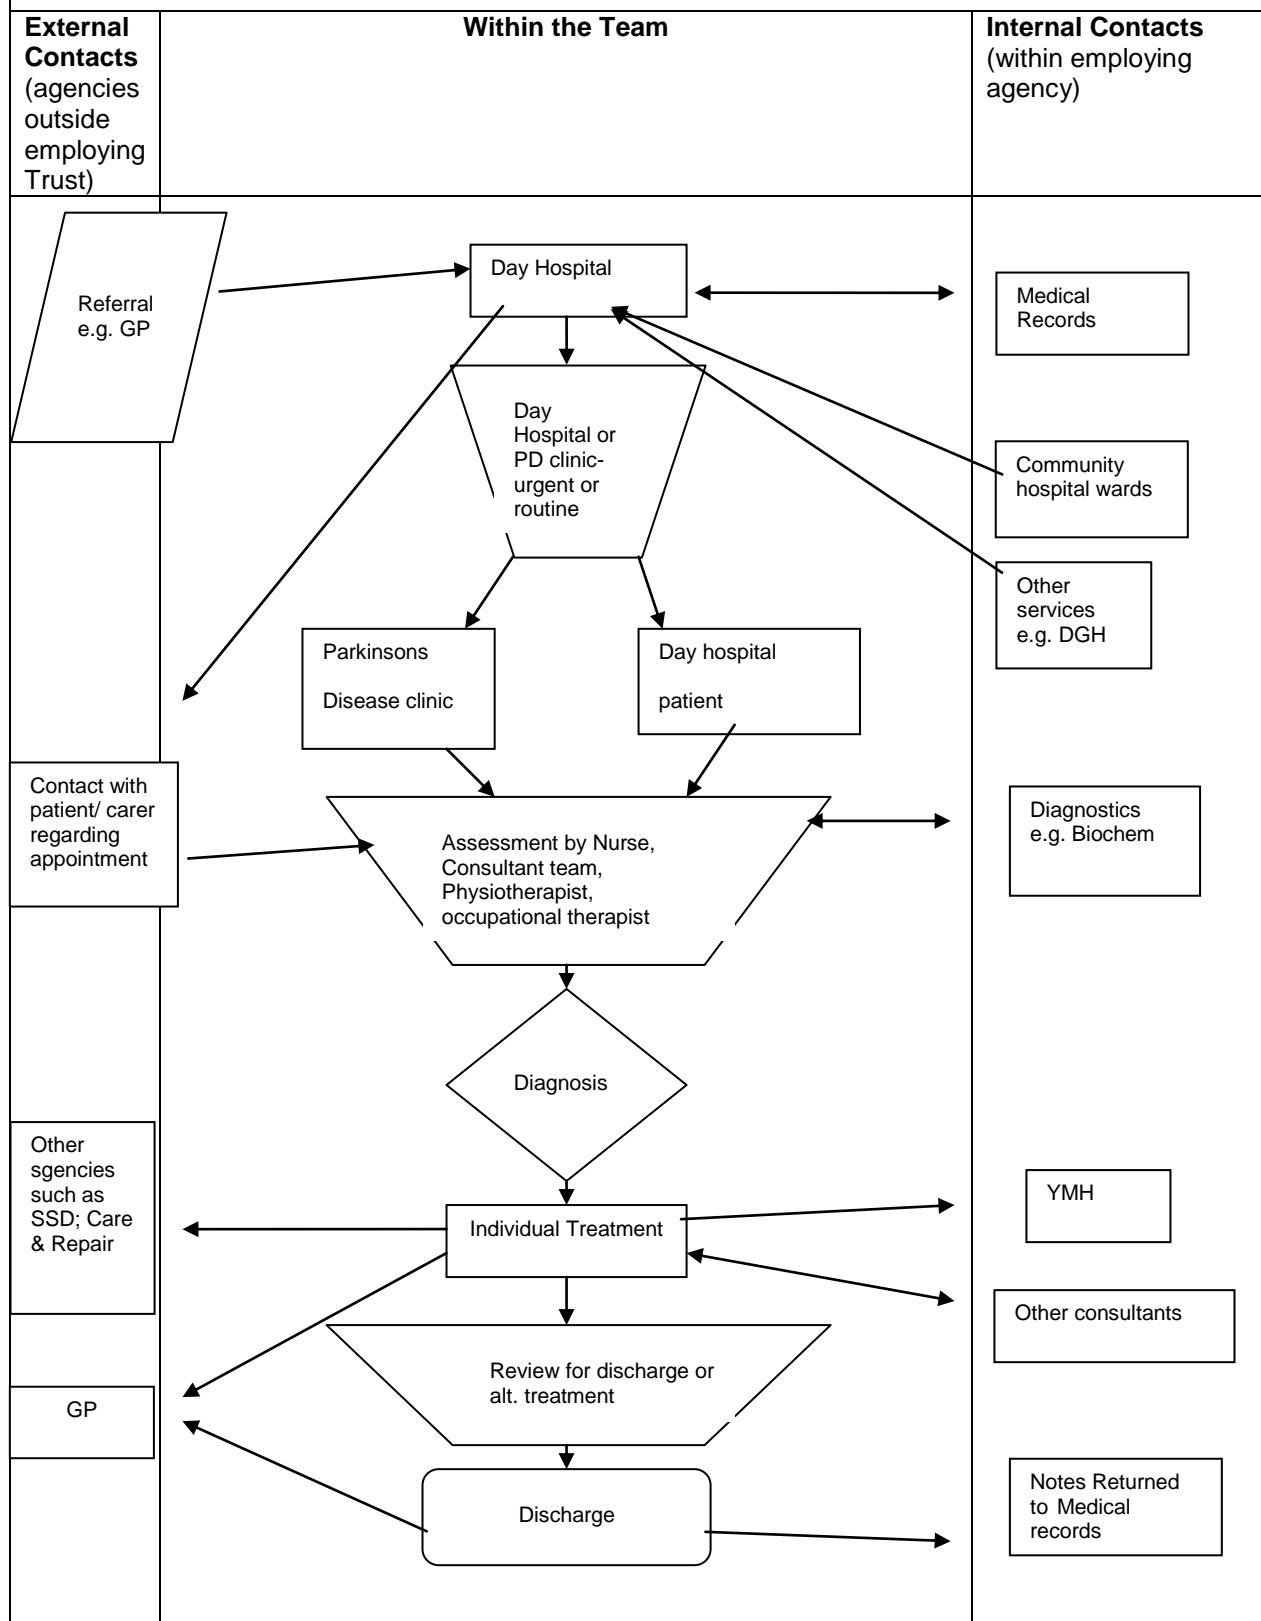 External
Contacts
(agencies
outside
employing
Trust)
Within the Team
Internal Contacts
(within employing
agency)
Referral
e.g. GP
Day Hospital
Medical
Records
Day
Hospital or
PD clinic-
urgent or
routine
Community
hospital wards
Other
services
e.g. DGH
Parkinsons
Disease clinic
Day hospital
patient
Contact with
patient/ carer
regarding
appointment
Assessment by Nurse,
Consultant team,
Physiotherapist,
occupational therapist
Diagnostics
e.g. Biochem
Diagnosis
Other
sgencies
such as
SSD; Care
& Repair
Individual Treatment
YMH
Other consultants
Review for discharge or
alt. treatment
GP
Discharge
Notes Returned
to Medical
records